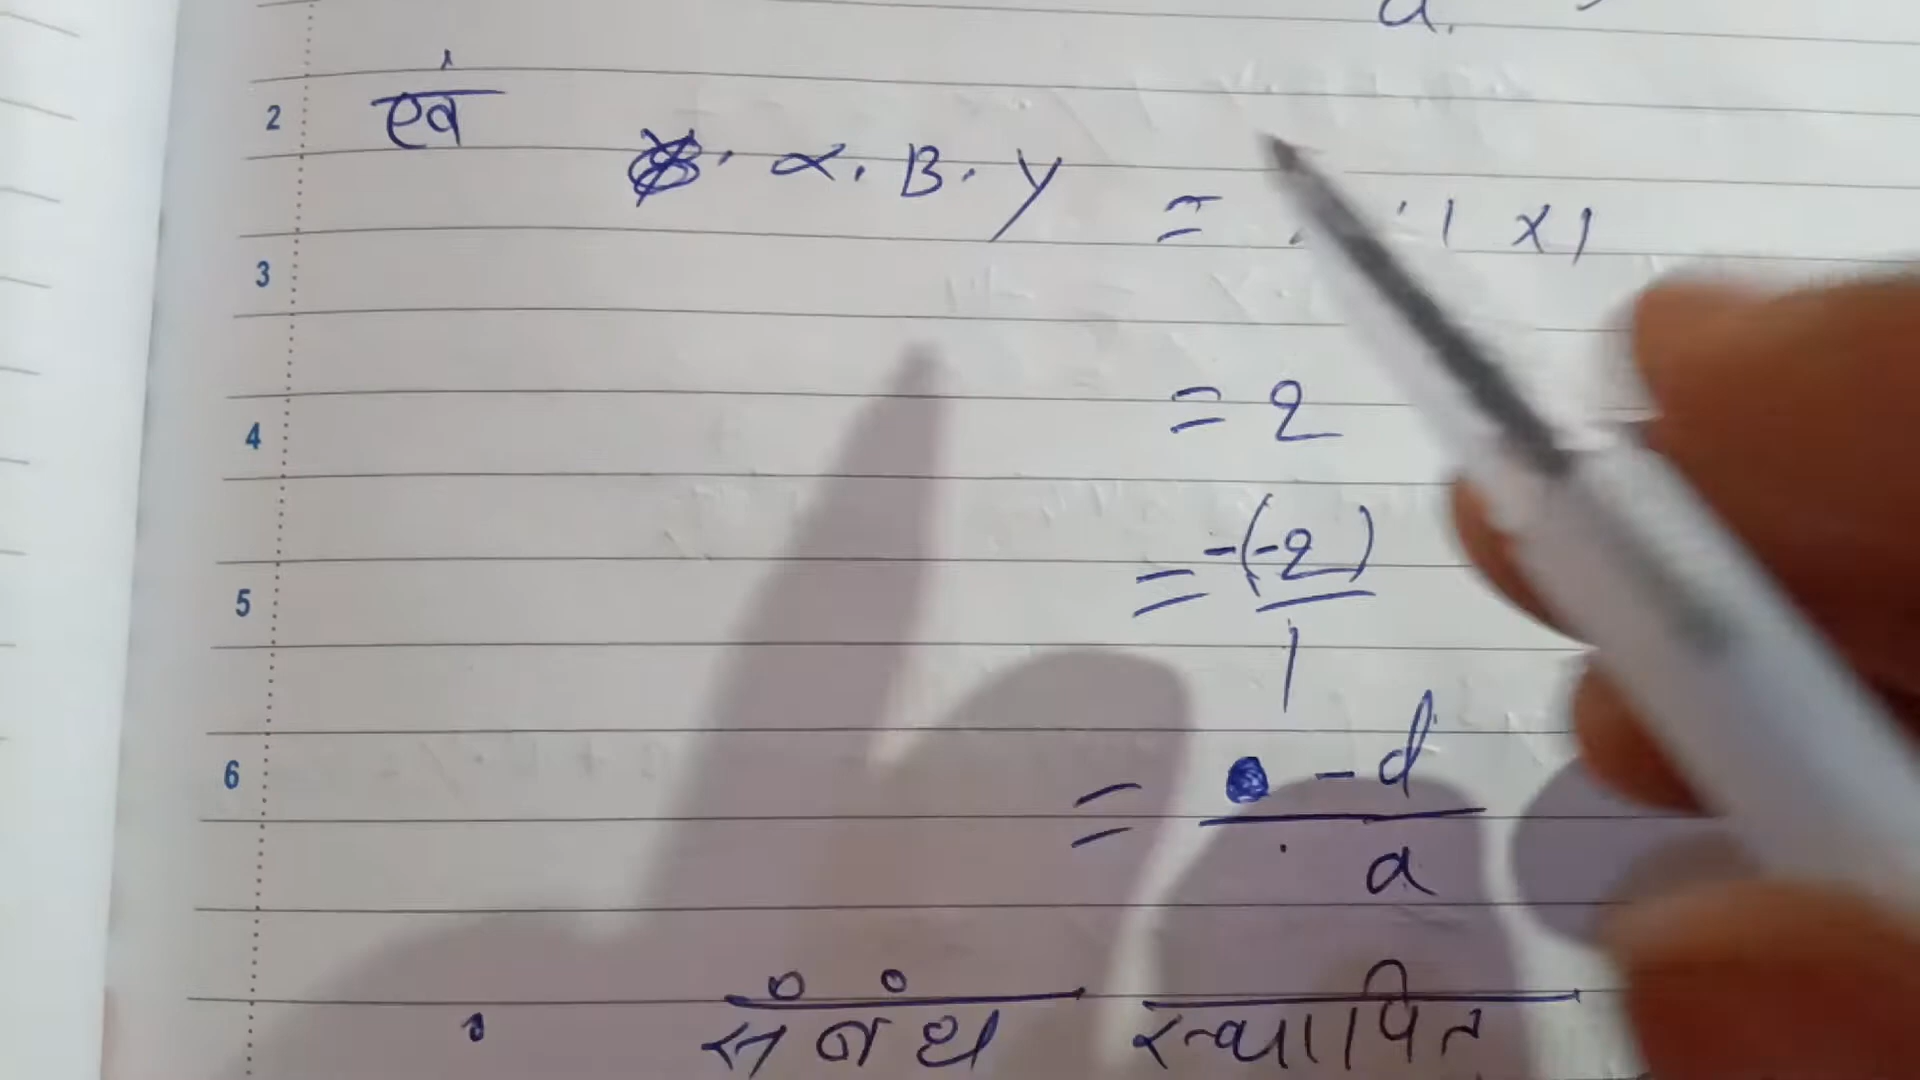 a.
2 एवं
α. B. γ = · 1 x 1
3
4 = 2
= -(-2)
5
1
6 = - d
a
संबंध स्थापित